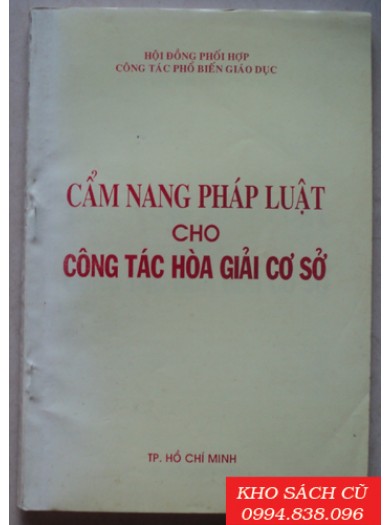 HỘI ĐỒNG PHỐI HỢP
CÔNG TÁC PHỔ BIẾN GIÁO DỤC
CẨM NANG PHÁP LUẬT
CHO
CÔNG TÁC HÒA GIẢI CƠ SỞ
TP. HỒ CHÍ MINH
KHO SÁCH CŨ
0994.838.096